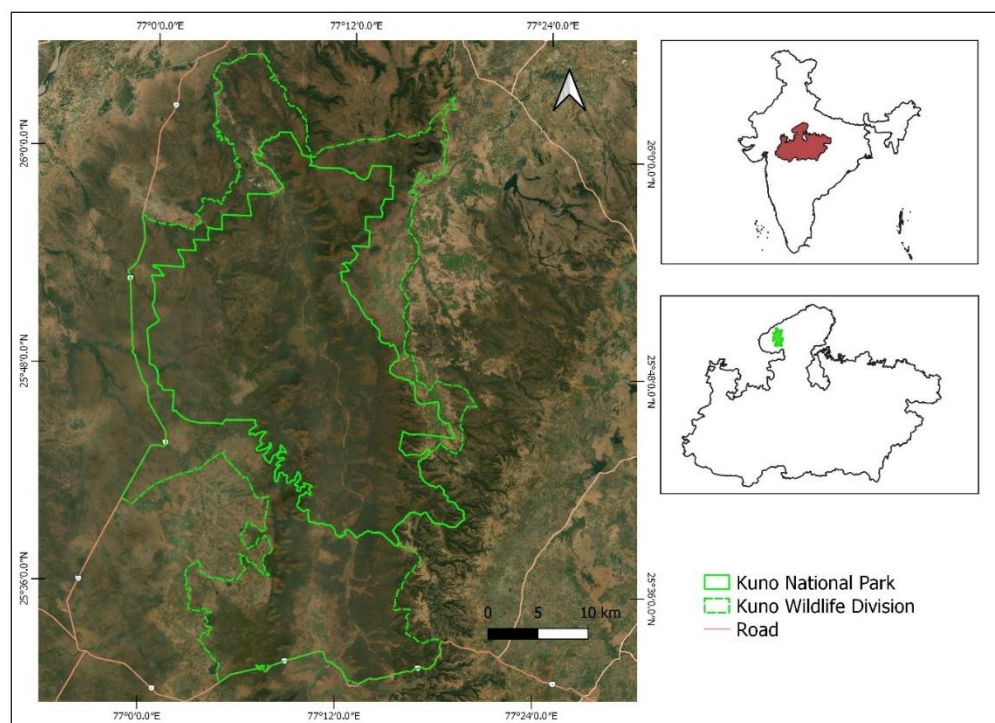 77°0'0.0"E 77°12'0.0"E 77°24'0.0"E
26°0'0.0"N 26°0'0.0"N
25°48'0.0"N 25°48'0.0"N
25°36'0.0"N 25°36'0.0"N
0 5 10 km
Kuno National Park
Kuno Wildlife Division
Road
77°0'0.0"E 77°12'0.0"E 77°24'0.0"E